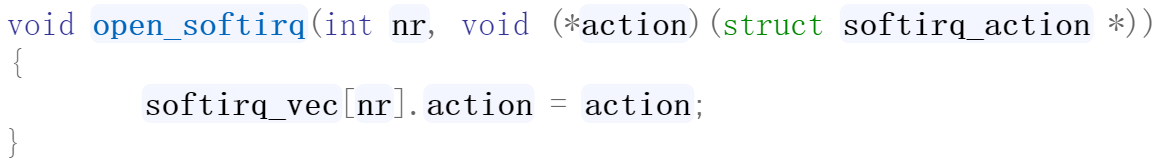 void open_softirq(int nr, void (*action)(struct softirq_action *))
{
        softirq_vec[nr].action = action;
}